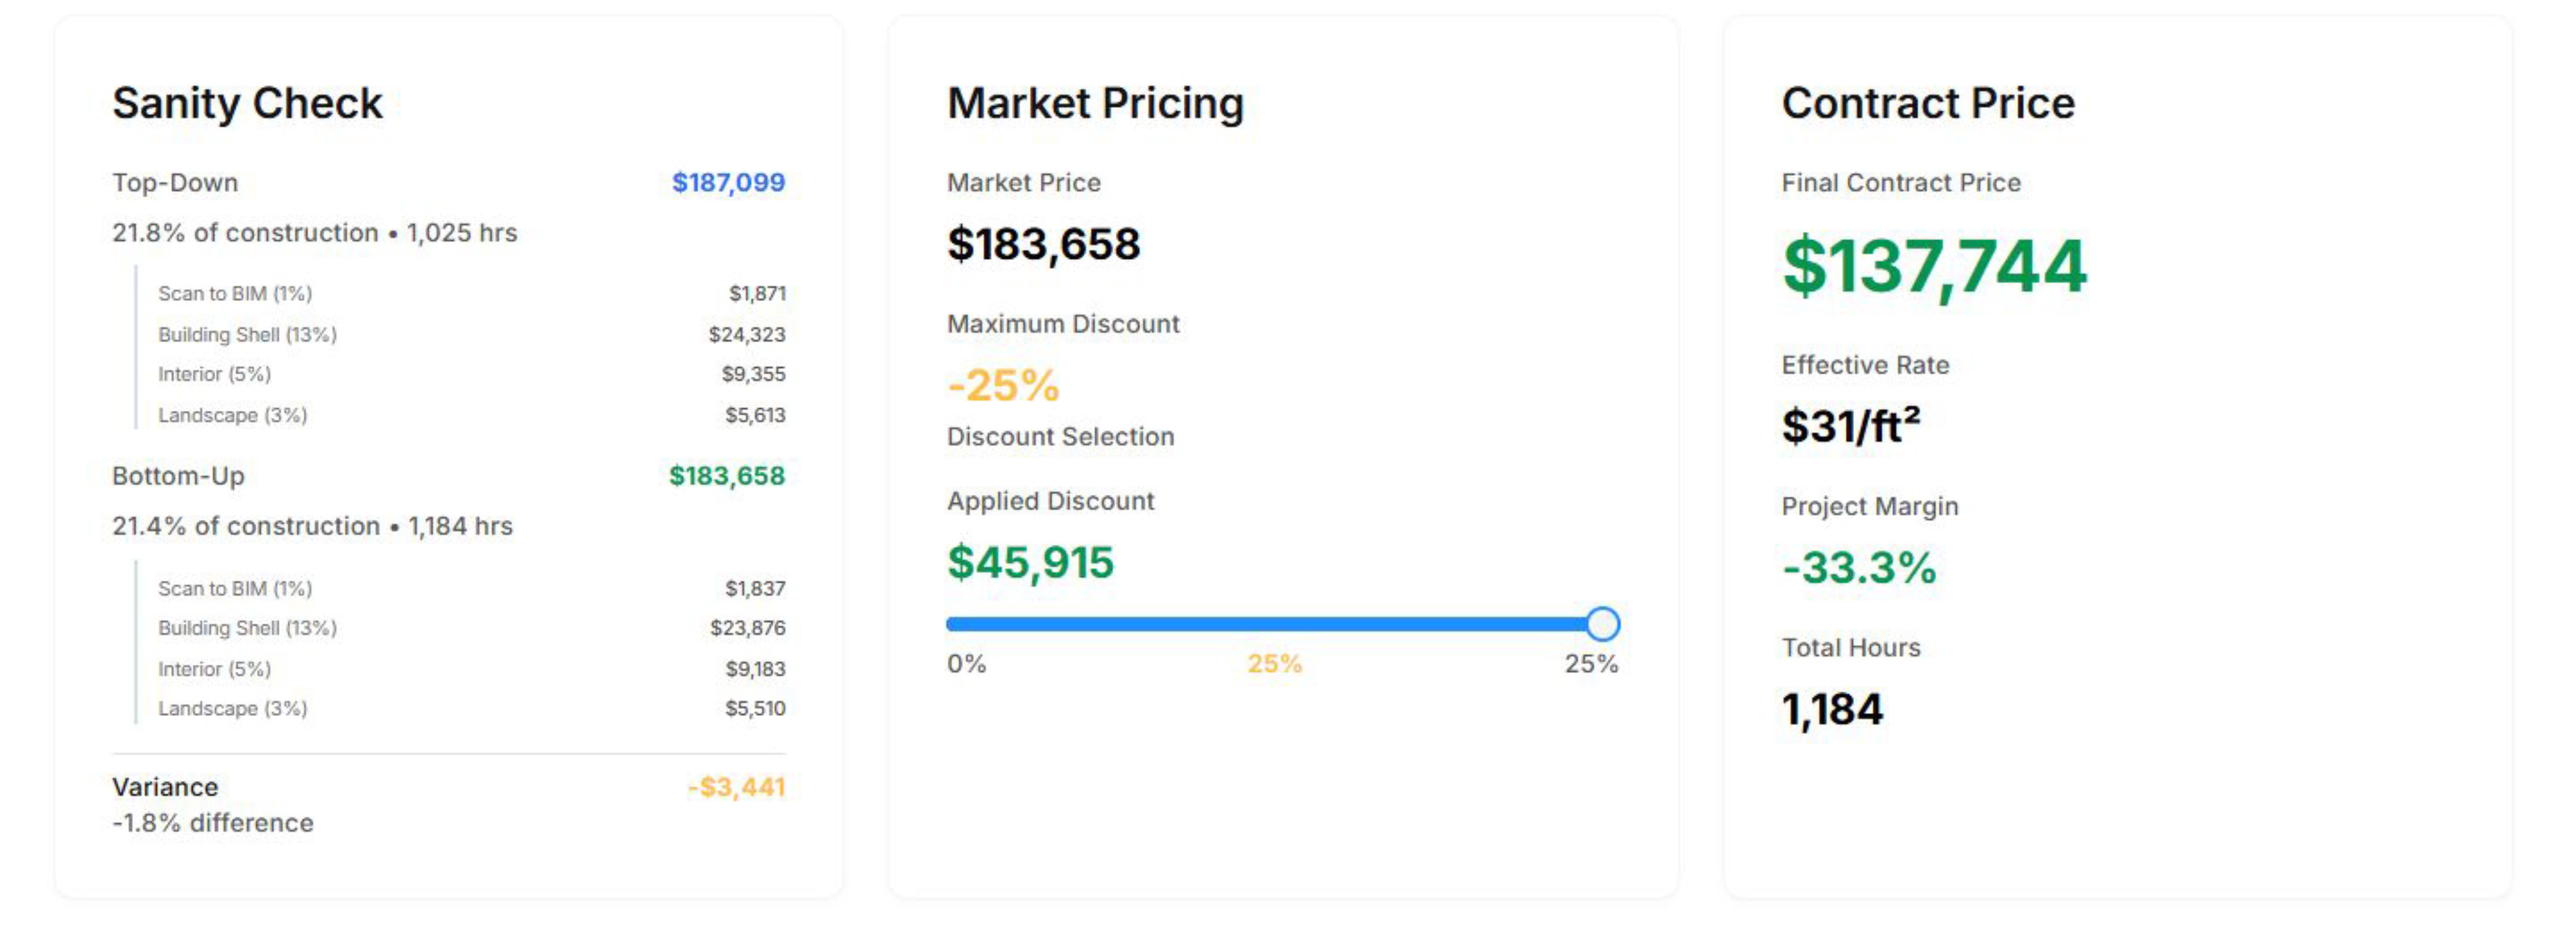 Sanity Check
Top-Down $187,099
21.8% of construction • 1,025 hrs
Scan to BIM (1%) $1,871
Building Shell (13%) $24,323
Interior (5%) $9,355
Landscape (3%) $5,613
Bottom-Up $183,658
21.4% of construction • 1,184 hrs
Scan to BIM (1%) $1,837
Building Shell (13%) $23,876
Interior (5%) $9,183
Landscape (3%) $5,510
Variance -$3,441
-1.8% difference
Market Pricing
Market Price
$183,658
Maximum Discount
-25%
Discount Selection
Applied Discount
$45,915
0% 25% 25%
Contract Price
Final Contract Price
$137,744
Effective Rate
$31/ft²
Project Margin
-33.3%
Total Hours
1,184